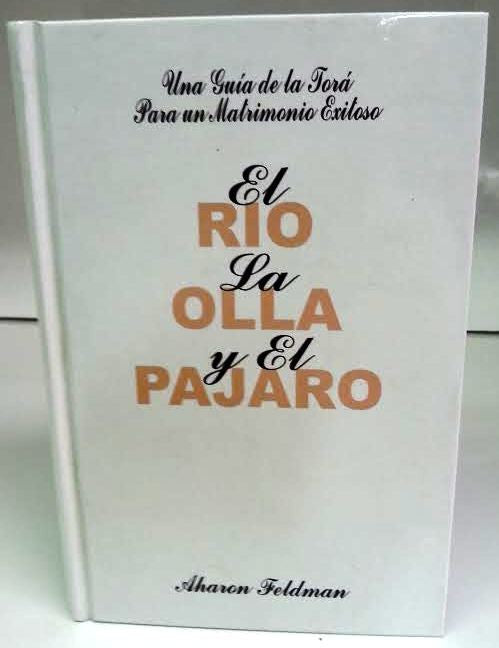 Una Guía de la Torá
Para un Matrimonio Exitoso
El
RIO
La
OLLA
y El
PAJARO
Aharon Feldman